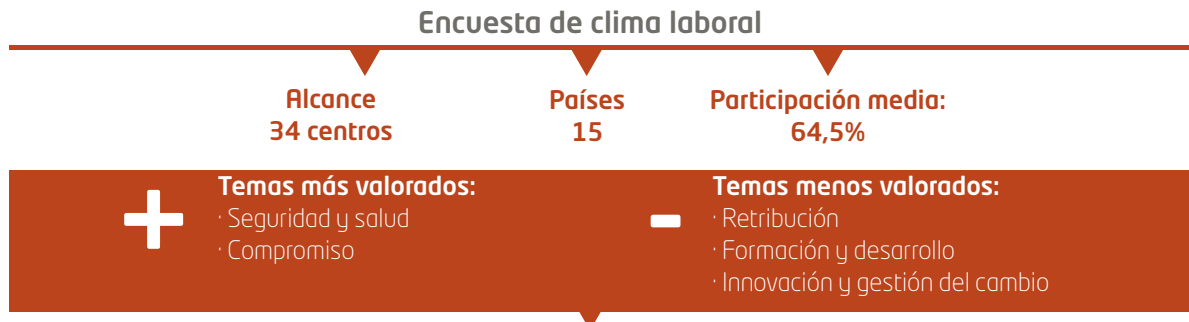 Encuesta de clima laboral
Alcance
34 centros
Países
15
Participación media:
64,5%
Temas más valorados:
· Seguridad y salud
· Compromiso
Temas menos valorados:
· Retribución
· Formación y desarrollo
· Innovación y gestión del cambio